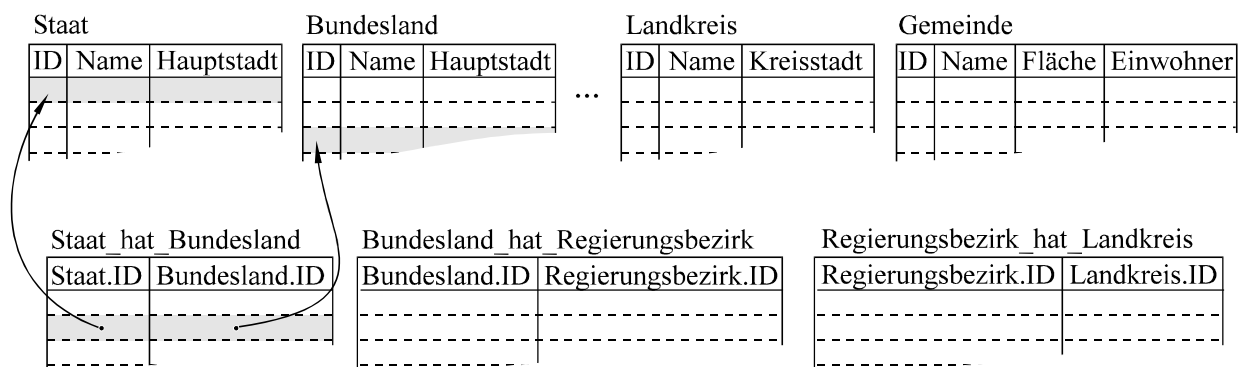 Staat Bundesland Landkreis Gemeinde
ID Name Hauptstadt ID Name Hauptstadt ID Name Kreisstadt ID Name Fläche Einwohner
...
Staat_hat_Bundesland Bundesland_hat_Regierungsbezirk Regierungsbezirk_hat_Landkreis
Staat.ID Bundesland.ID Bundesland.ID Regierungsbezirk.ID Regierungsbezirk.ID Landkreis.ID